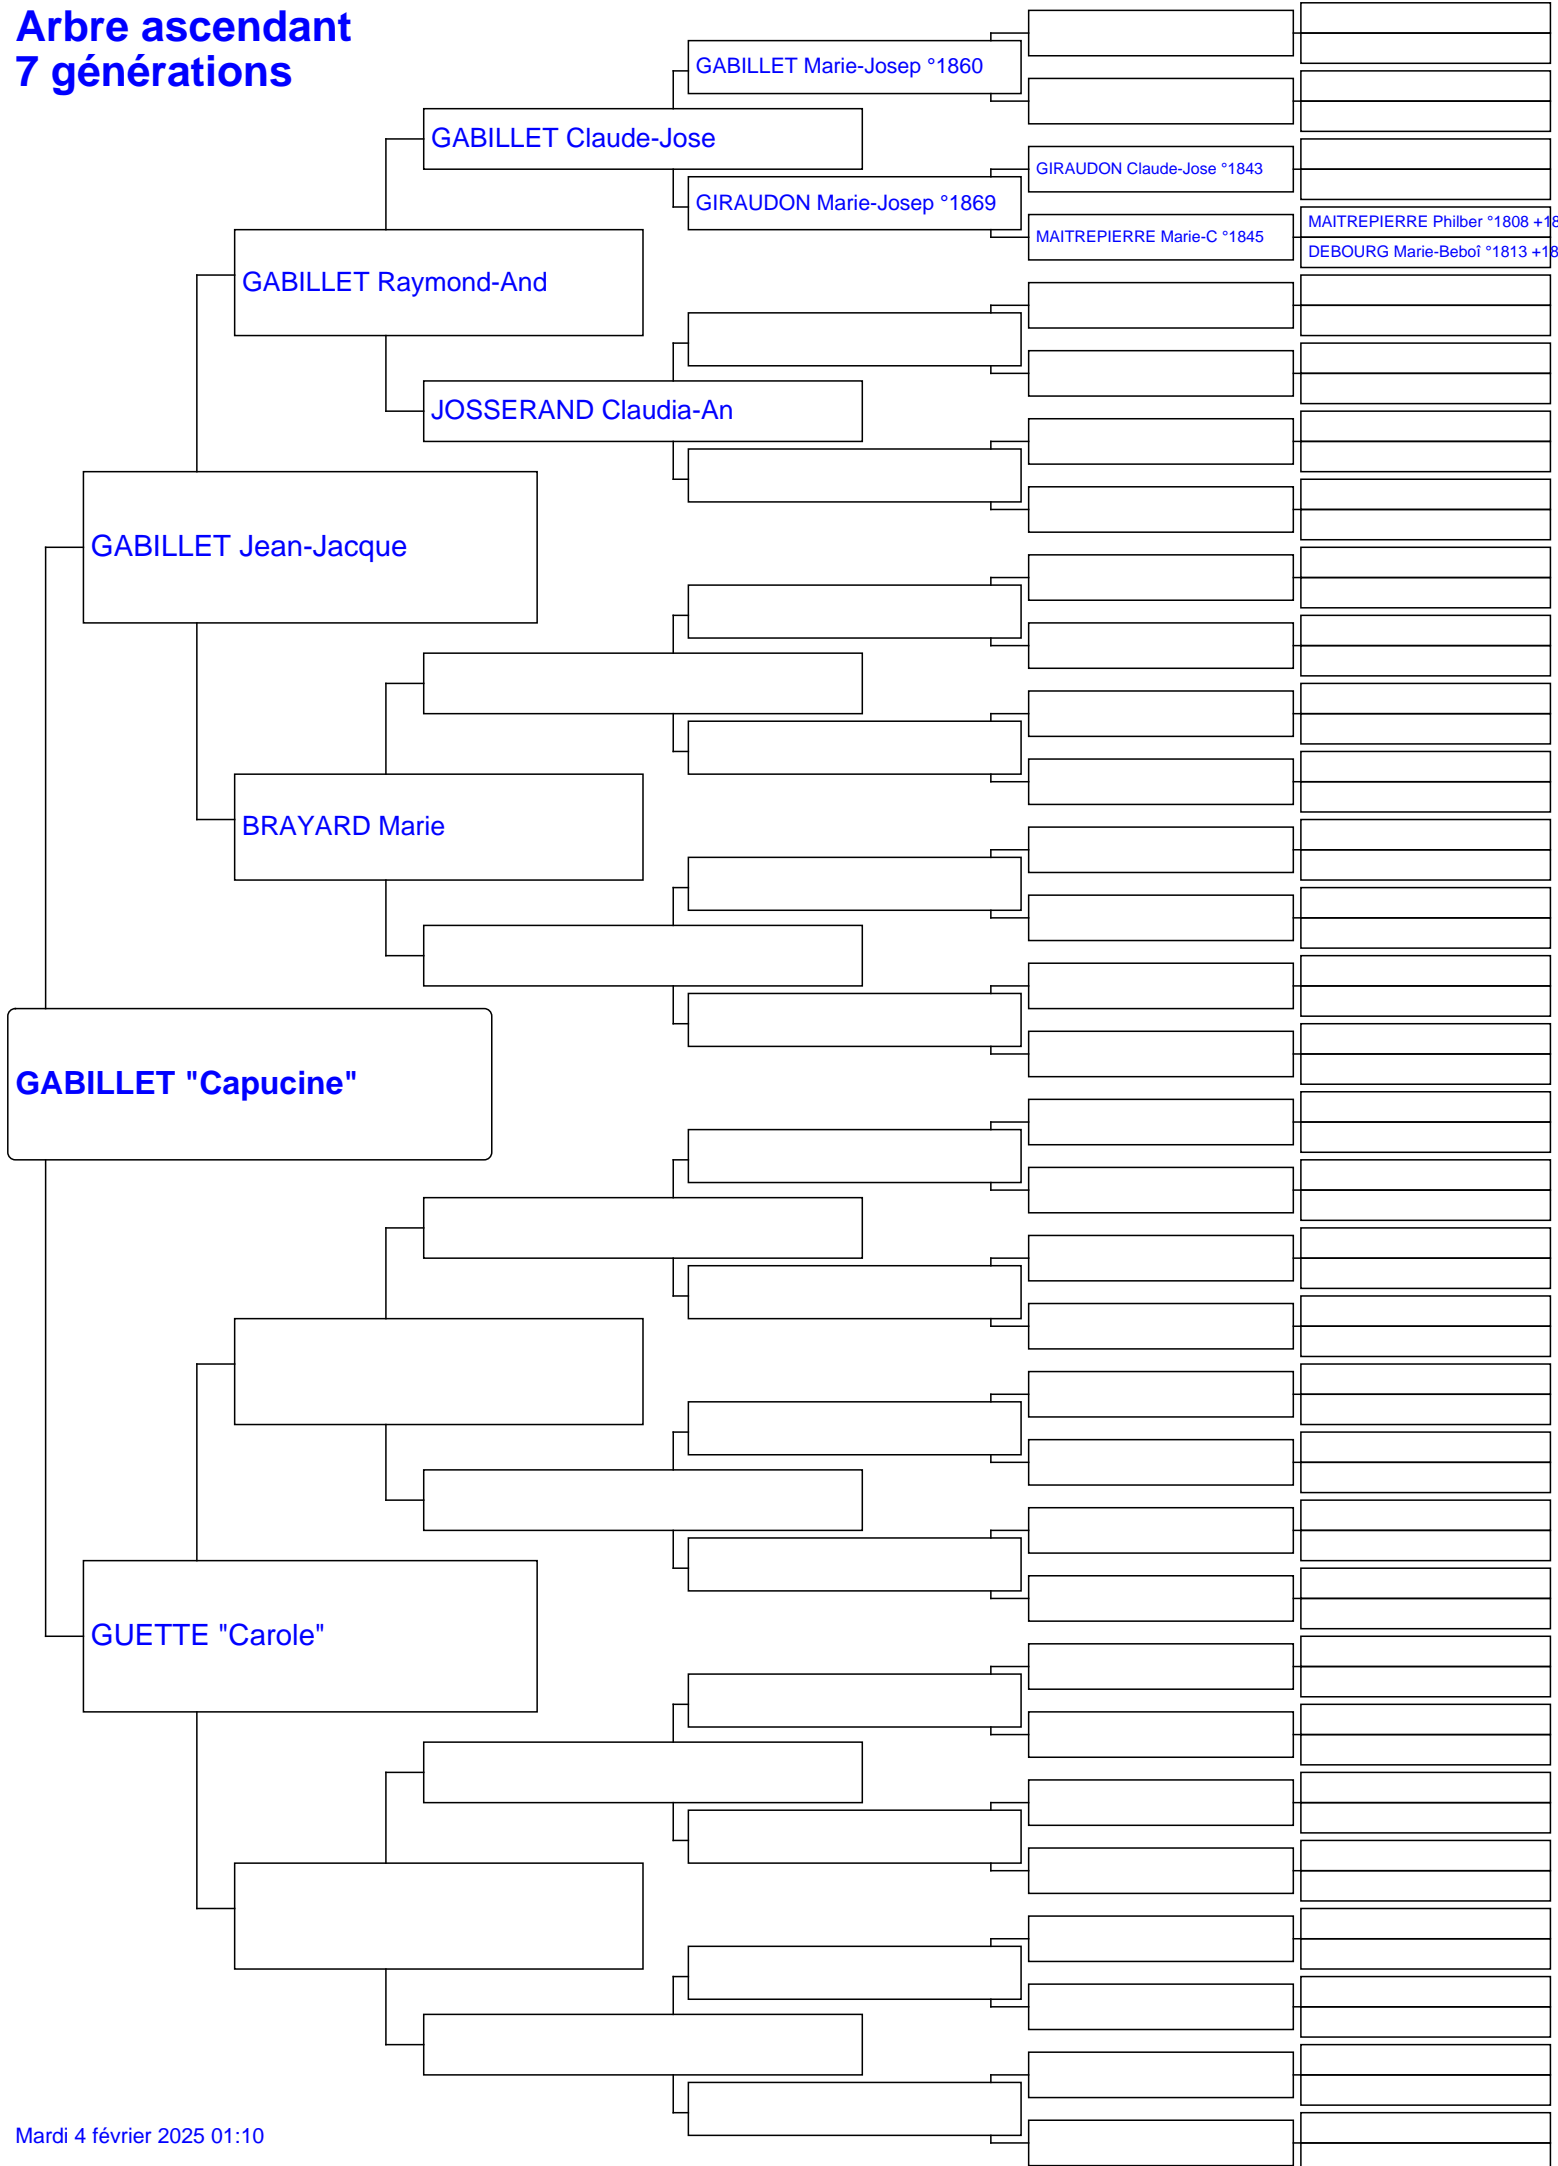 Arbre ascendant
7 générations
GABILLET Marie-Josep °1860
GABILLET Claude-Jose
GIRAUDON Claude-Jose °1843
GIRAUDON Marie-Josep °1869
MAITREPIERRE Philber °1808 +18
MAITREPIERRE Marie-C °1845
DEBOURG Marie-Beboî °1813 +18
GABILLET Raymond-And
JOSSERAND Claudia-An
GABILLET Jean-Jacque
BRAYARD Marie
GABILLET "Capucine"
GUETTE "Carole"
Mardi 4 février 2025 01:10